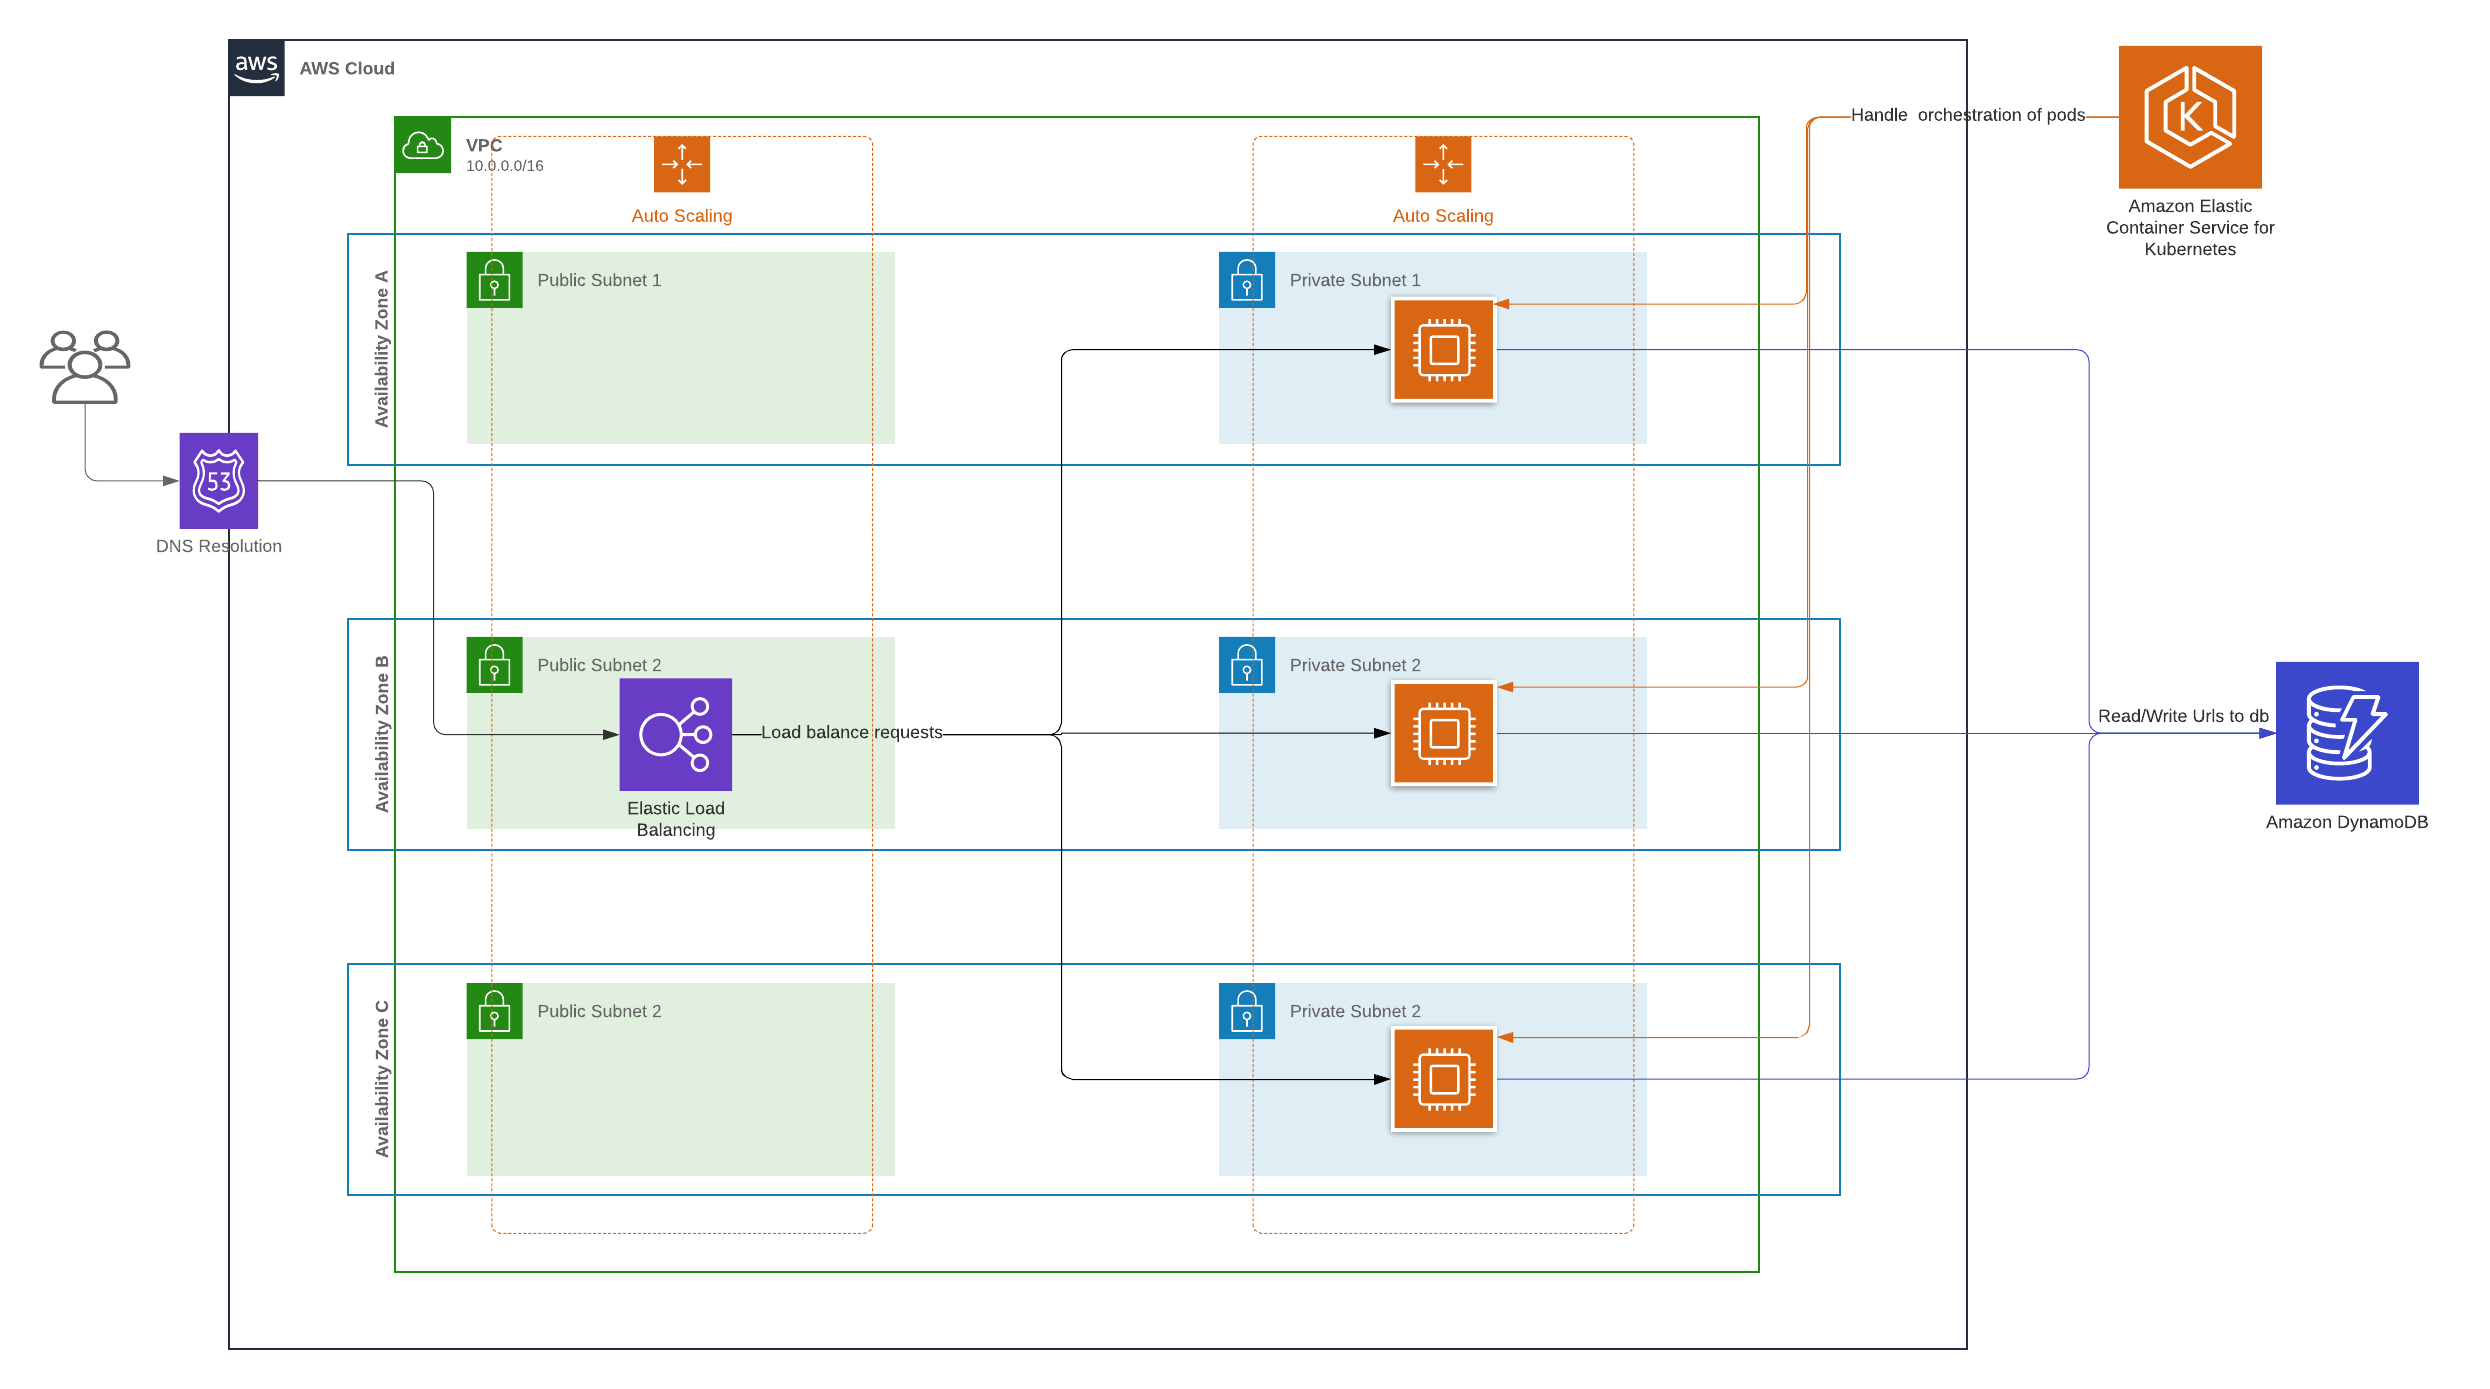 aws
AWS Cloud
Handle  orchestration of pods
K
VPC
10.0.0.0/16
Auto Scaling
Auto Scaling
Amazon Elastic
Container Service for
Kubernetes
Availability Zone A
Public Subnet 1
Private Subnet 1
53
DNS Resolution
Availability Zone B
Public Subnet 2
Private Subnet 2
Load balance requests
Read/Write Urls to db
Elastic Load
Balancing
Amazon DynamoDB
Availability Zone C
Public Subnet 2
Private Subnet 2